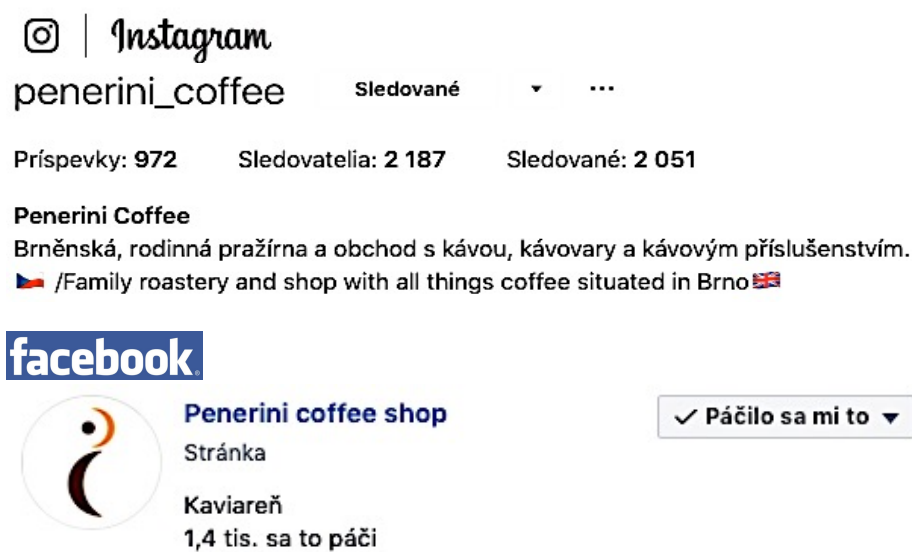 Instagram
penerini_coffee Sledované ...
Príspevky: 972 Sledovatelia: 2 187 Sledované: 2 051
Penerini Coffee
Brněnská, rodinná pražírna a obchod s kávou, kávovary a kávovým příslušenstvím.
🇨🇿 /Family roastery and shop with all things coffee situated in Brno🇬🇧
facebook®
Penerini coffee shop
✓ Páčilo sa mi to ▼
Stránka
Kaviareň
1,4 tis. sa to páči